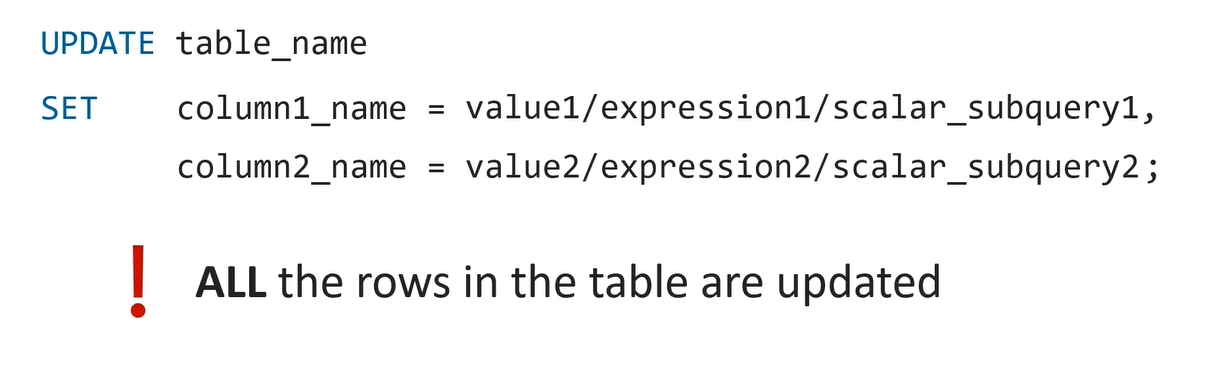 UPDATE table_name
SET column1_name = value1/expression1/scalar_subquery1,
column2_name = value2/expression2/scalar_subquery2;
! ALL the rows in the table are updated